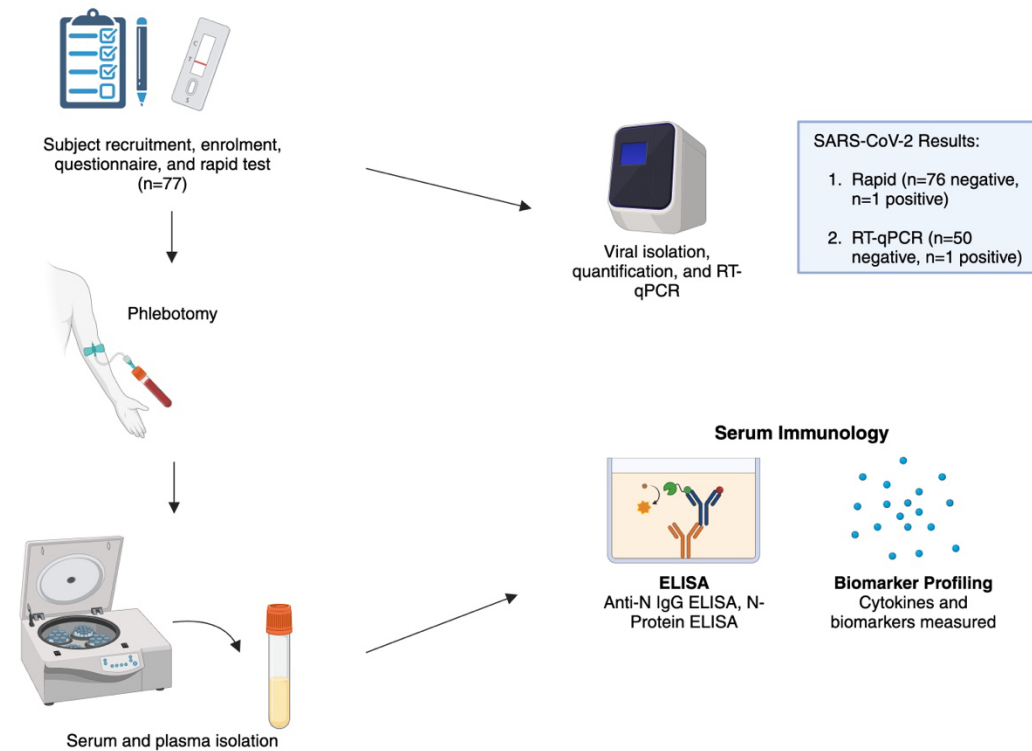 C
T
S
Subject recruitment, enrolment,
questionnaire, and rapid test
(n=77)
Viral isolation,
quantification, and RT-
qPCR
SARS-CoV-2 Results:
1. Rapid (n=76 negative,
n=1 positive)
2. RT-qPCR (n=50
negative, n=1 positive)
Phlebotomy
Serum and plasma isolation
Serum Immunology
ELISA
Anti-N IgG ELISA, N-
Protein ELISA
Biomarker Profiling
Cytokines and
biomarkers measured